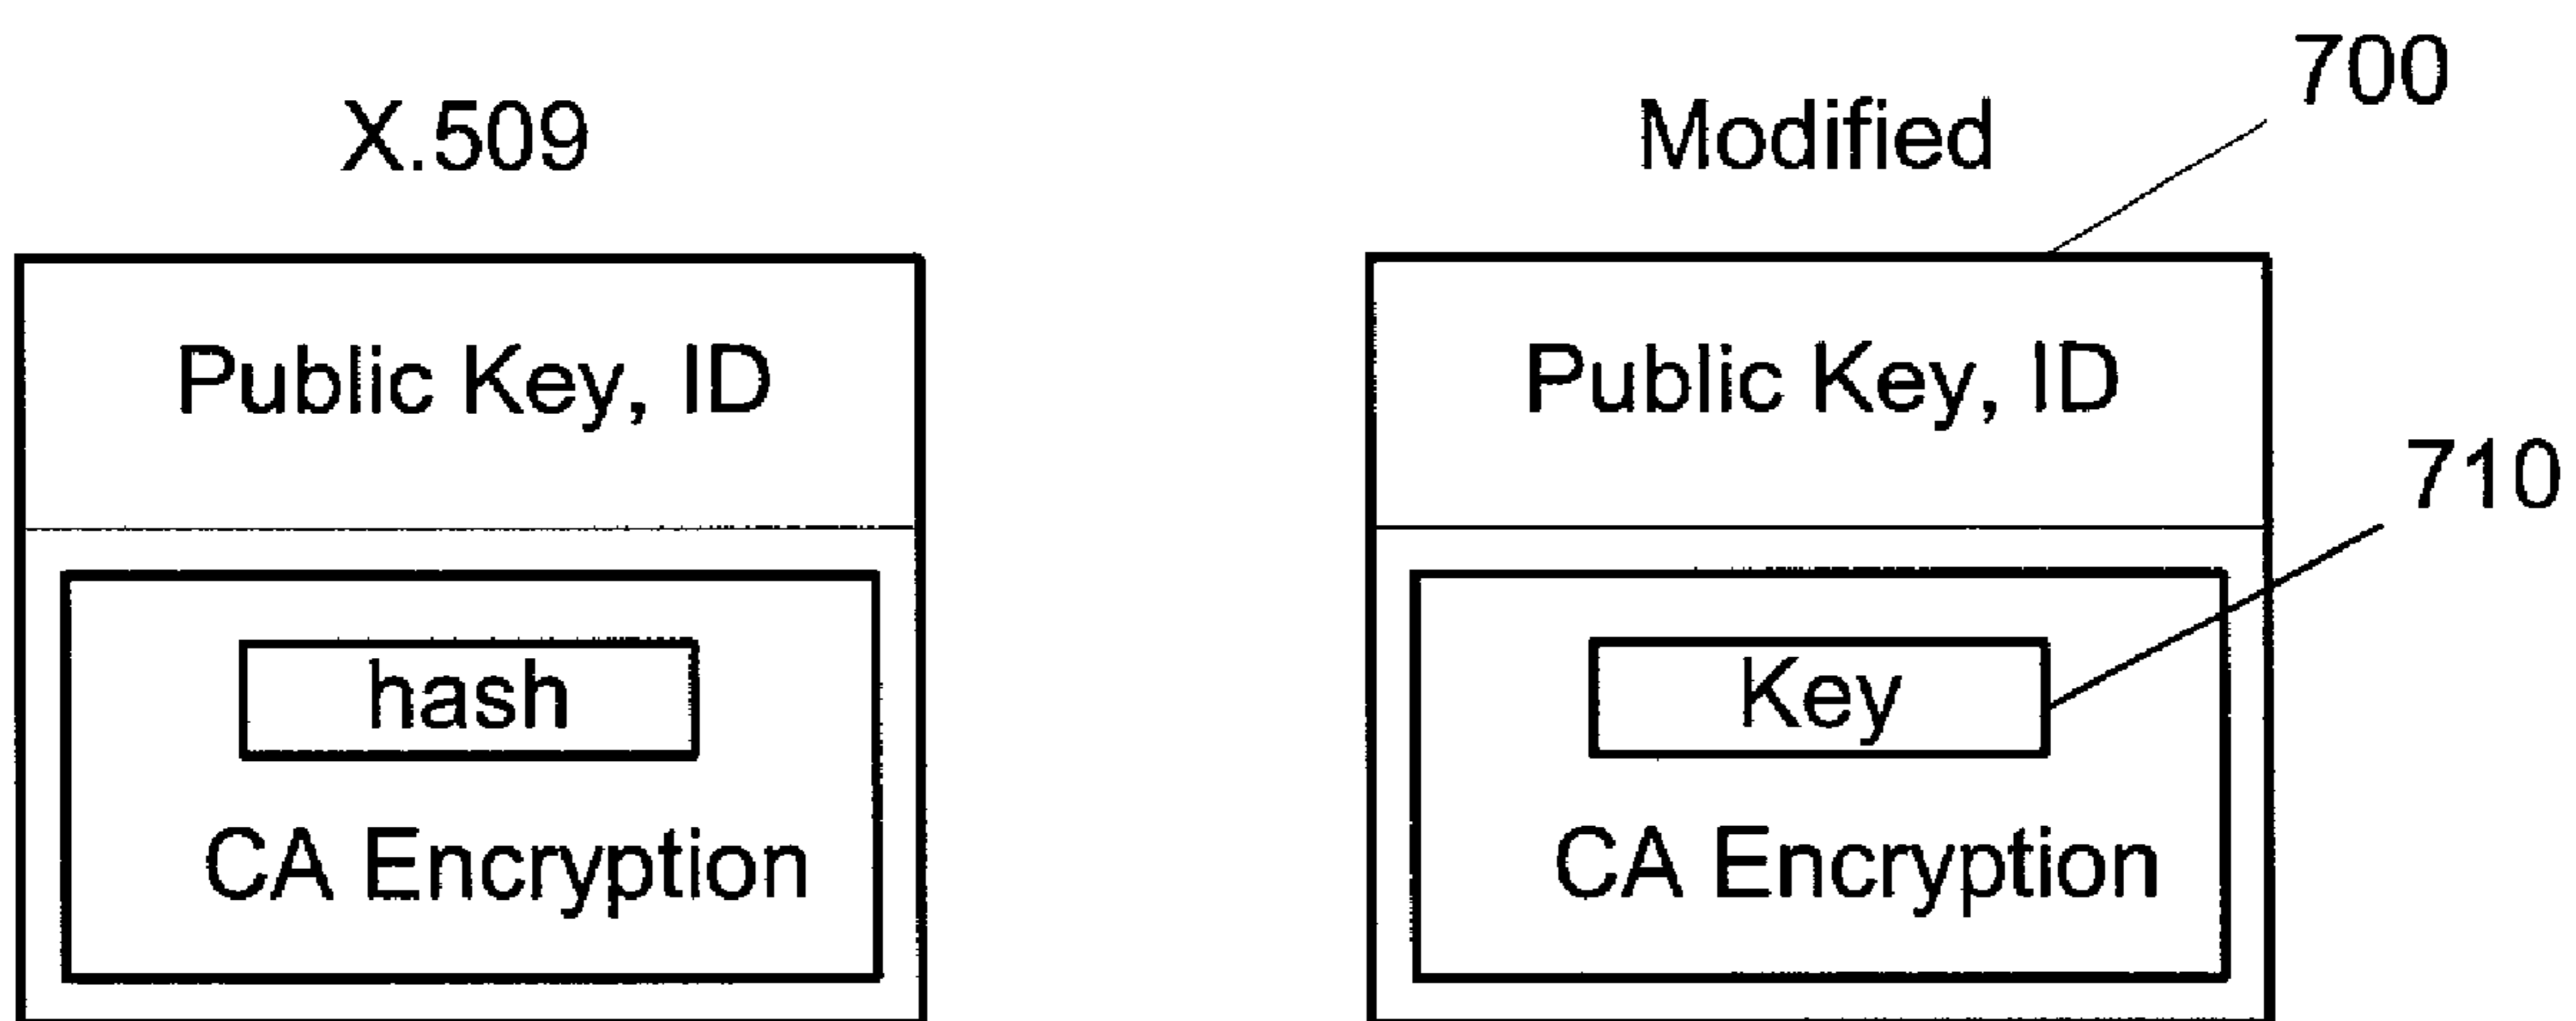 700
X.509
Modified
Public Key, ID
Public Key, ID
710
hash
Key
CA Encryption
CA Encryption